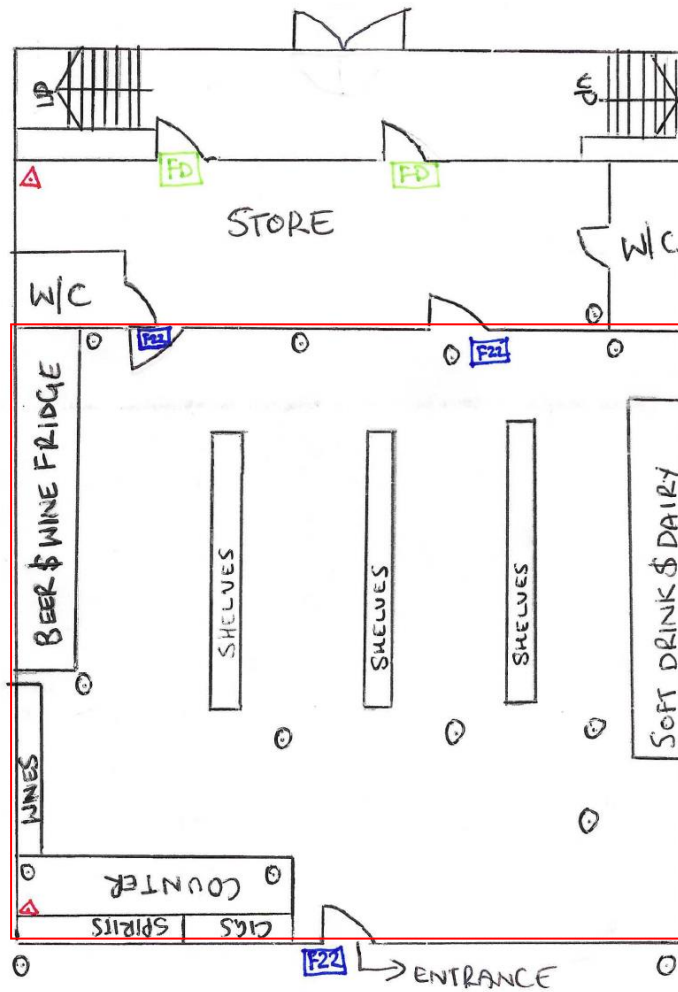 UP
UP
FD
FD
STORE
W/C
W/C
F22
F22
BEER & WINE FRIDGE
SHELVES
SHELVES
SHELVES
SOFT DRINK & DAIRY
WINES
COUNTER
SPIRITS
CIGS
F22
ENTRANCE